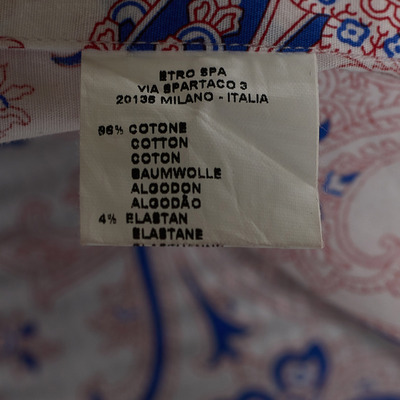 ETRO SPA
VIA SPARTACO 3
20135 MILANO - ITALIA
96% COTONE
COTTON
COTON
BAUMWOLLE
ALGODON
ALGODÃO
4% ELASTAN
ELASTANE